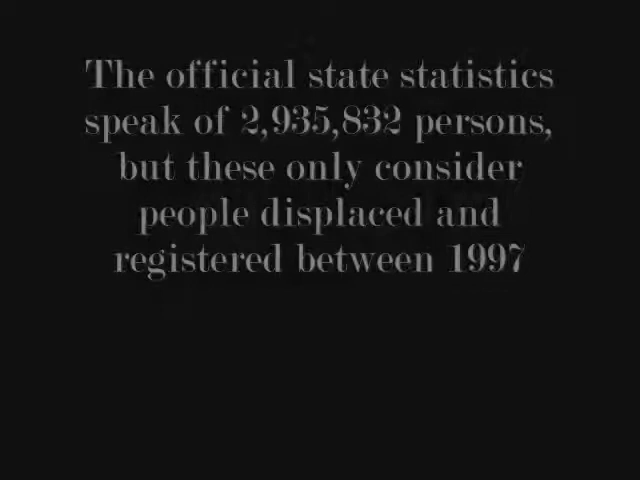 The official state statistics
speak of 2,935,832 persons,
but these only consider
people displaced and
registered between 1997